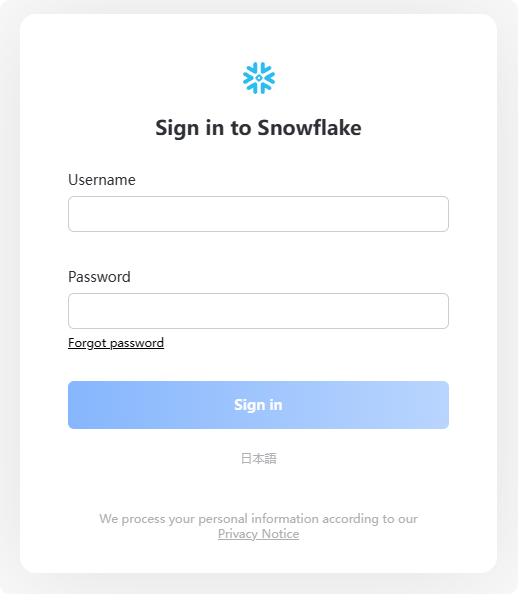 Sign in to Snowflake
Username
Password
Forgot password
Sign in
日本語
We process your personal information according to our
Privacy Notice